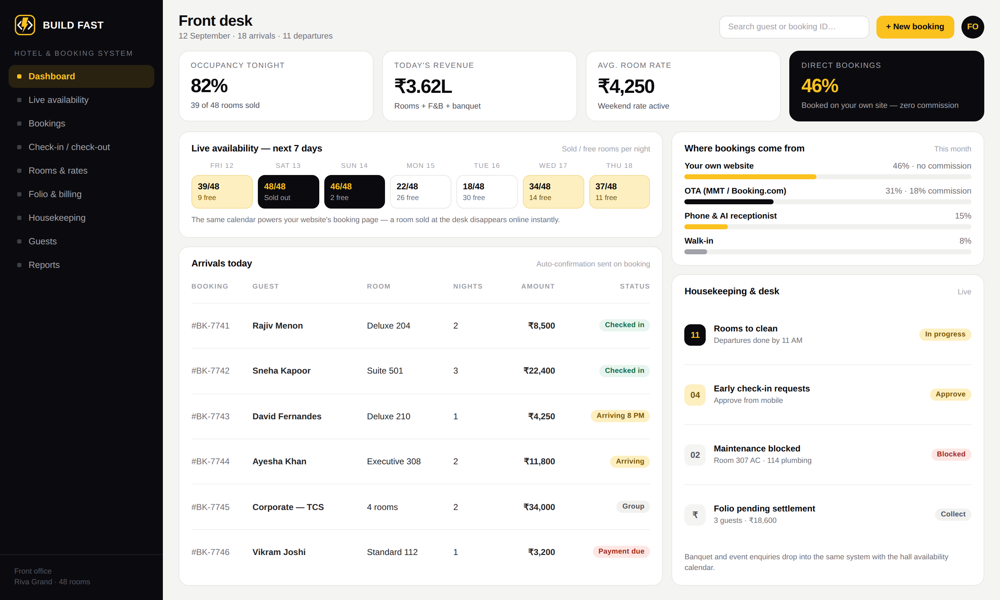 BUILD FAST
HOTEL & BOOKING SYSTEM
Dashboard
Live availability
Bookings
Check-in / check-out
Rooms & rates
Folio & billing
Housekeeping
Guests
Reports
Front office
Riva Grand · 48 rooms
Front desk
12 September · 18 arrivals · 11 departures
Search guest or booking ID…
+ New booking
FO
OCCUPANCY TONIGHT
82%
39 of 48 rooms sold
TODAY'S REVENUE
₹3.62L
Rooms + F&B + banquet
AVG. ROOM RATE
₹4,250
Weekend rate active
DIRECT BOOKINGS
46%
Booked on your own site — zero commission
Live availability — next 7 days
Sold / free rooms per night
FRI 12 SAT 13 SUN 14 MON 15 TUE 16 WED 17 THU 18
39/48 48/48 46/48 22/48 18/48 34/48 37/48
9 free Sold out 2 free 26 free 30 free 14 free 11 free
The same calendar powers your website's booking page — a room sold at the desk disappears online instantly.
Arrivals today
Auto-confirmation sent on booking
BOOKING GUEST ROOM NIGHTS AMOUNT STATUS
#BK-7741 Rajiv Menon Deluxe 204 2 ₹8,500 Checked in
#BK-7742 Sneha Kapoor Suite 501 3 ₹22,400 Checked in
#BK-7743 David Fernandes Deluxe 210 1 ₹4,250 Arriving 8 PM
#BK-7744 Ayesha Khan Executive 308 2 ₹11,800 Arriving
#BK-7745 Corporate — TCS 4 rooms 2 ₹34,000 Group
#BK-7746 Vikram Joshi Standard 112 1 ₹3,200 Payment due
Where bookings come from
This month
Your own website 46% · no commission
OTA (MMT / Booking.com) 31% · 18% commission
Phone & AI receptionist 15%
Walk-in 8%
Housekeeping & desk
Live
11 Rooms to clean In progress
Departures done by 11 AM
04 Early check-in requests Approve
Approve from mobile
02 Maintenance blocked Blocked
Room 307 AC · 114 plumbing
₹ Folio pending settlement Collect
3 guests · ₹18,600
Banquet and event enquiries drop into the same system with the hall availability
calendar.